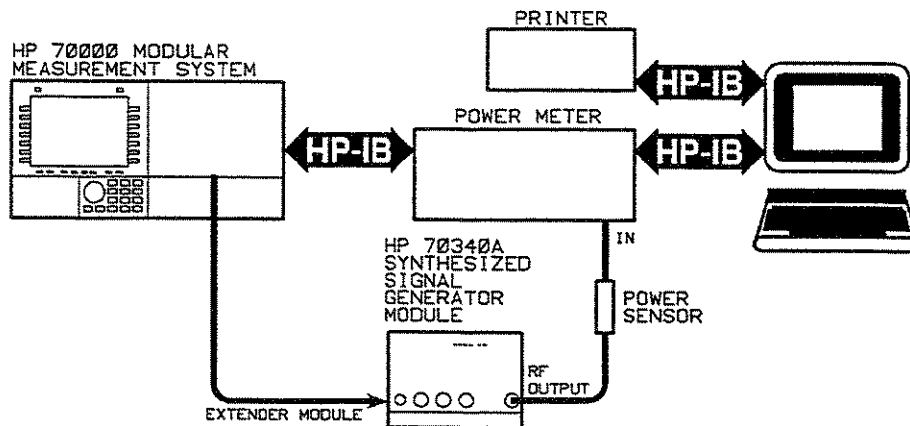 PRINTER
HP 70000 MODULAR
MEASUREMENT SYSTEM
HP-IB
POWER METER
HP-IB
HP-IB
IN
HP 70340A
SYNTHESIZED
SIGNAL
GENERATOR
MODULE
POWER
SENSOR
RF
OUTPUT
EXTENDER MODULE